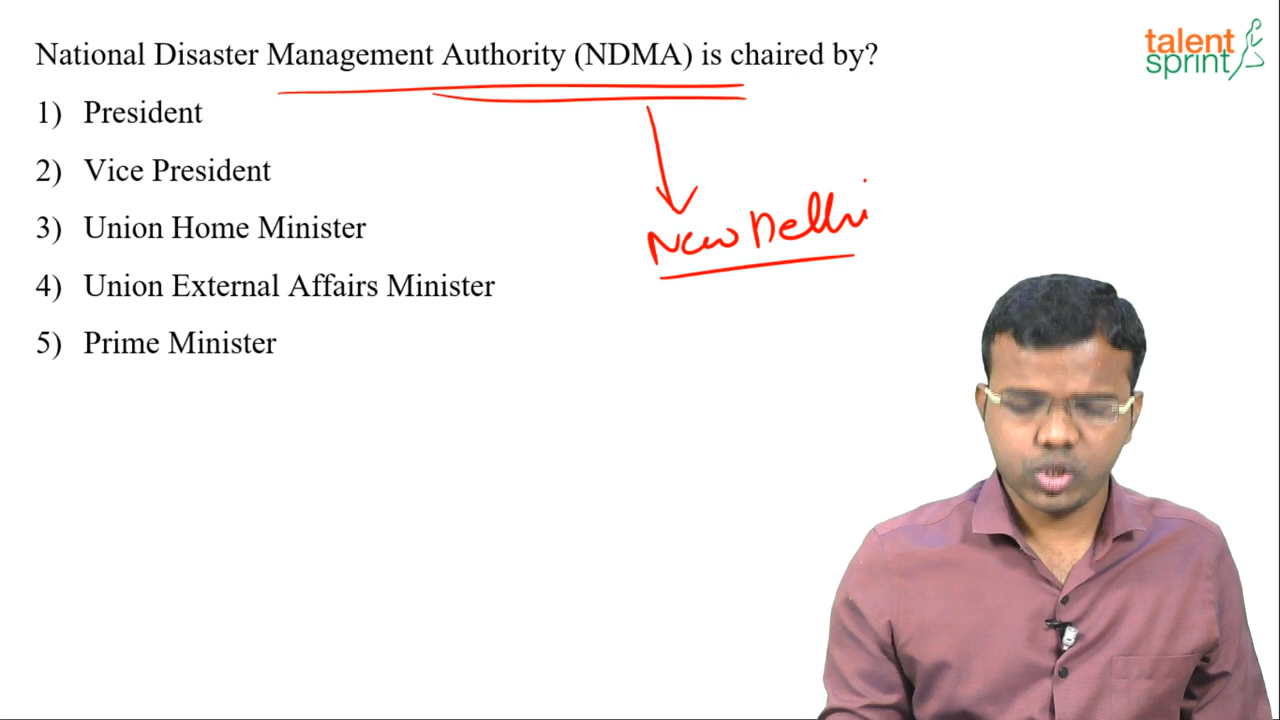 National Disaster Management Authority (NDMA) is chaired by?
talent
sprint
1) President
2) Vice President
New Delhi
3) Union Home Minister
4) Union External Affairs Minister
5) Prime Minister